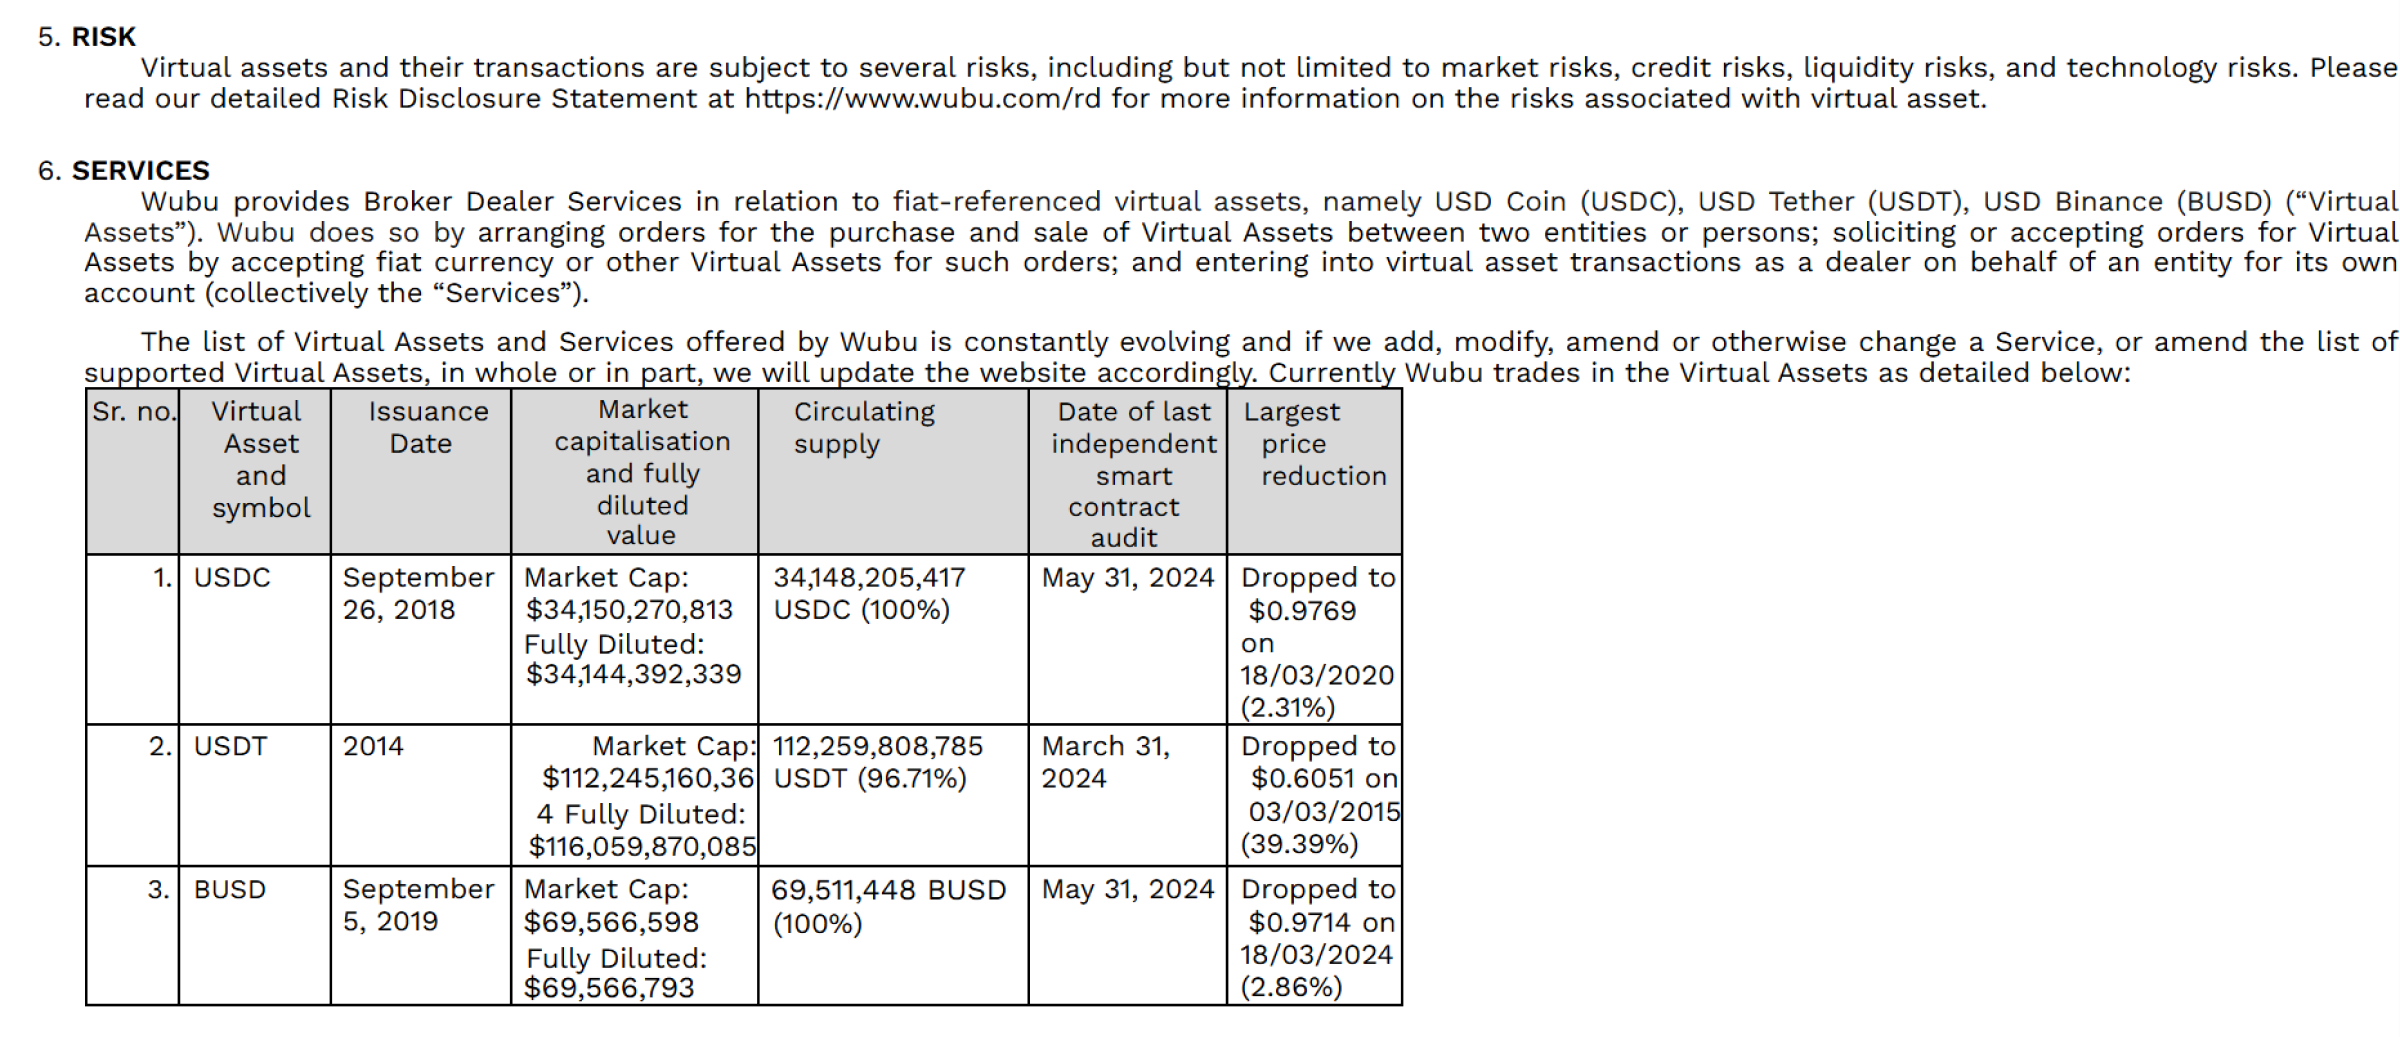 5. RISK
Virtual assets and their transactions are subject to several risks, including but not limited to market risks, credit risks, liquidity risks, and technology risks. Please
read our detailed Risk Disclosure Statement at https://www.wubu.com/rd for more information on the risks associated with virtual asset.
6. SERVICES
Wubu provides Broker Dealer Services in relation to fiat-referenced virtual assets, namely USD Coin (USDC), USD Tether (USDT), USD Binance (BUSD) (“Virtual
Assets”). Wubu does so by arranging orders for the purchase and sale of Virtual Assets between two entities or persons; soliciting or accepting orders for Virtual
Assets by accepting fiat currency or other Virtual Assets for such orders; and entering into virtual asset transactions as a dealer on behalf of an entity for its own
account (collectively the “Services”).
The list of Virtual Assets and Services offered by Wubu is constantly evolving and if we add, modify, amend or otherwise change a Service, or amend the list of
supported Virtual Assets, in whole or in part, we will update the website accordingly. Currently Wubu trades in the Virtual Assets as detailed below:
Sr. no.
Virtual
Asset
and
symbol
Issuance
Date
Market
capitalisation
and fully
diluted
value
Circulating
supply
Date of last
independent
smart
contract
audit
Largest
price
reduction
1.
USDC
September
26, 2018
Market Cap:
$34,150,270,813
Fully Diluted:
$34,144,392,339
34,148,205,417
USDC (100%)
May 31, 2024
Dropped to
$0.9769
on
18/03/2020
(2.31%)
2.
USDT
2014
Market Cap:
$112,245,160,36
4 Fully Diluted:
$116,059,870,085
112,259,808,785
USDT (96.71%)
March 31,
2024
Dropped to
$0.6051 on
03/03/2015
(39.39%)
3.
BUSD
September
5, 2019
Market Cap:
$69,566,598
Fully Diluted:
$69,566,793
69,511,448 BUSD
(100%)
May 31, 2024
Dropped to
$0.9714 on
18/03/2024
(2.86%)